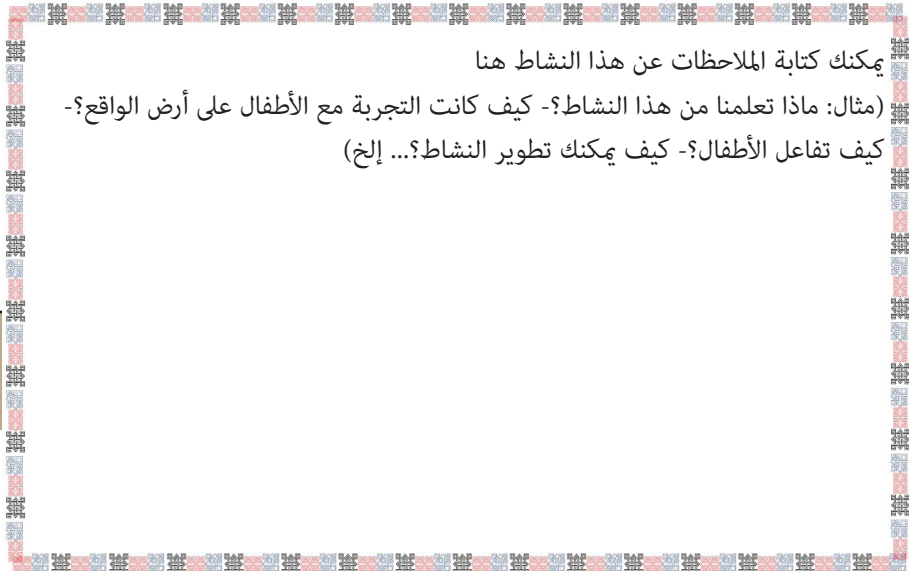 يمكنك كتابة الملاحظات عن هذا النشاط هنا
(مثال: ماذا تعلمنا من هذا النشاط؟- كيف كانت التجربة مع الأطفال على أرض الواقع؟-
كيف تفاعل الأطفال؟- كيف يمكنك تطوير النشاط؟... إلخ)